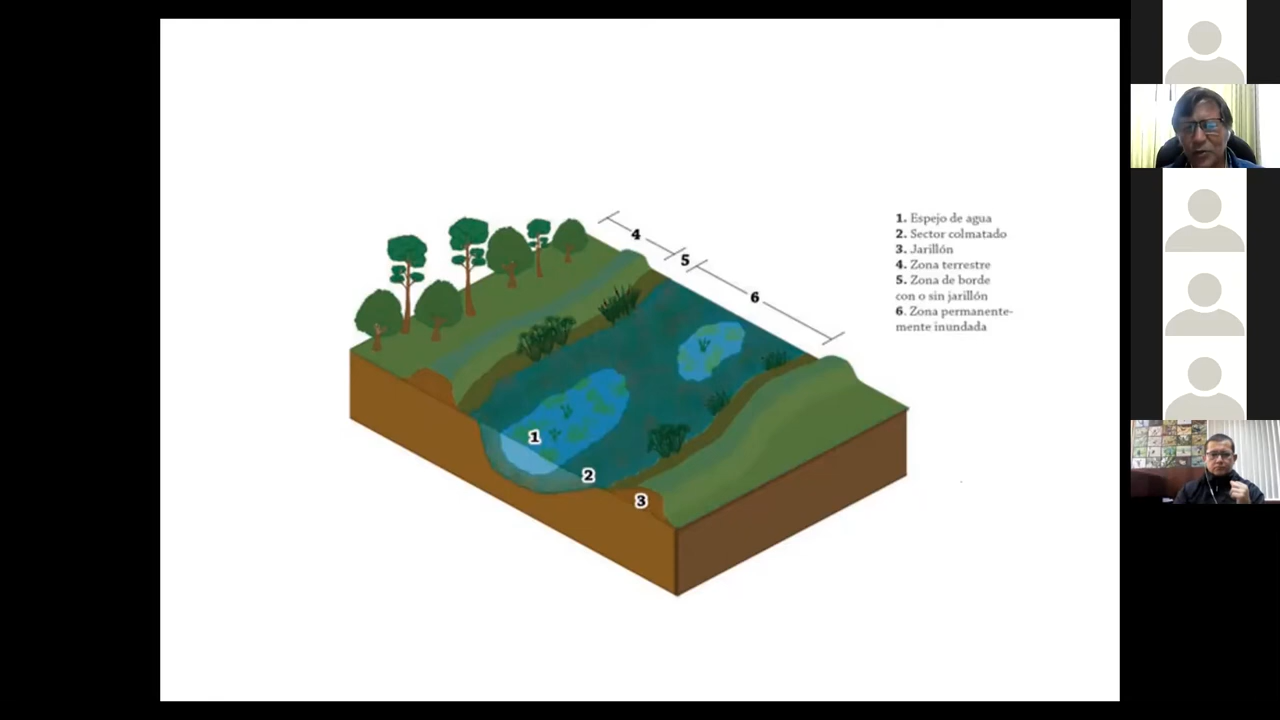 4
5
6
1
2
3
1. Espejo de agua
2. Sector colmatado
3. Jarillón
4. Zona terrestre
5. Zona de borde
con o sin jarillón
6. Zona permanente-
mente inundada